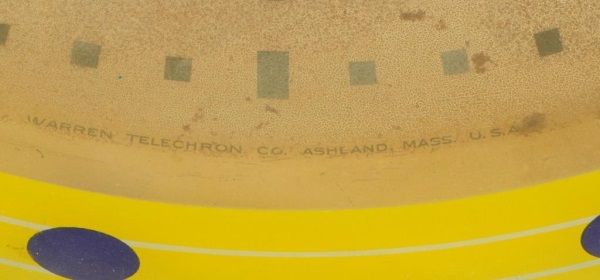 WARREN TELECHRON CO. ASHLAND, MASS. U.S.A.